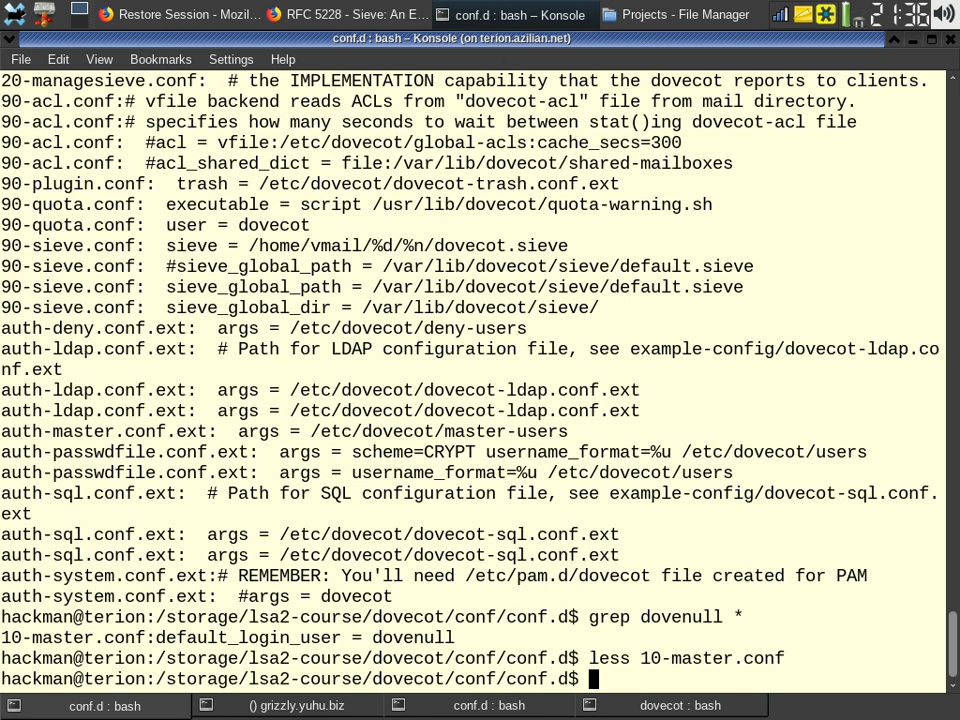 Restore Session - Mozil...
RFC 5228 - Sieve: An E...
conf.d : bash – Konsole
Projects - File Manager
21:36
conf.d : bash – Konsole (on terion.azilian.net)
File Edit View Bookmarks Settings Help
20-managesieve.conf:  # the IMPLEMENTATION capability that the dovecot reports to clients.
90-acl.conf:# vfile backend reads ACLs from "dovecot-acl" file from mail directory.
90-acl.conf:# specifies how many seconds to wait between stat()ing dovecot-acl file
90-acl.conf:  #acl = vfile:/etc/dovecot/global-acls:cache_secs=300
90-acl.conf:  #acl_shared_dict = file:/var/lib/dovecot/shared-mailboxes
90-plugin.conf:  trash = /etc/dovecot/dovecot-trash.conf.ext
90-quota.conf:  executable = script /usr/lib/dovecot/quota-warning.sh
90-quota.conf:  user = dovecot
90-sieve.conf:  sieve = /home/vmail/%d/%n/dovecot.sieve
90-sieve.conf:  #sieve_global_path = /var/lib/dovecot/sieve/default.sieve
90-sieve.conf:  sieve_global_path = /var/lib/dovecot/sieve/default.sieve
90-sieve.conf:  sieve_global_dir = /var/lib/dovecot/sieve/
auth-deny.conf.ext:  args = /etc/dovecot/deny-users
auth-ldap.conf.ext:  # Path for LDAP configuration file, see example-config/dovecot-ldap.co
nf.ext
auth-ldap.conf.ext:  args = /etc/dovecot/dovecot-ldap.conf.ext
auth-ldap.conf.ext:  args = /etc/dovecot/dovecot-ldap.conf.ext
auth-master.conf.ext:  args = /etc/dovecot/master-users
auth-passwdfile.conf.ext:  args = scheme=CRYPT username_format=%u /etc/dovecot/users
auth-passwdfile.conf.ext:  args = username_format=%u /etc/dovecot/users
auth-sql.conf.ext:  # Path for SQL configuration file, see example-config/dovecot-sql.conf.
ext
auth-sql.conf.ext:  args = /etc/dovecot/dovecot-sql.conf.ext
auth-sql.conf.ext:  args = /etc/dovecot/dovecot-sql.conf.ext
auth-system.conf.ext:# REMEMBER: You'll need /etc/pam.d/dovecot file created for PAM
auth-system.conf.ext:  #args = dovecot
hackman@terion:/storage/lsa2-course/dovecot/conf/conf.d$ grep dovenull *
10-master.conf:default_login_user = dovenull
hackman@terion:/storage/lsa2-course/dovecot/conf/conf.d$ less 10-master.conf
hackman@terion:/storage/lsa2-course/dovecot/conf/conf.d$
conf.d : bash
() grizzly.yuhu.biz
conf.d : bash
dovecot : bash